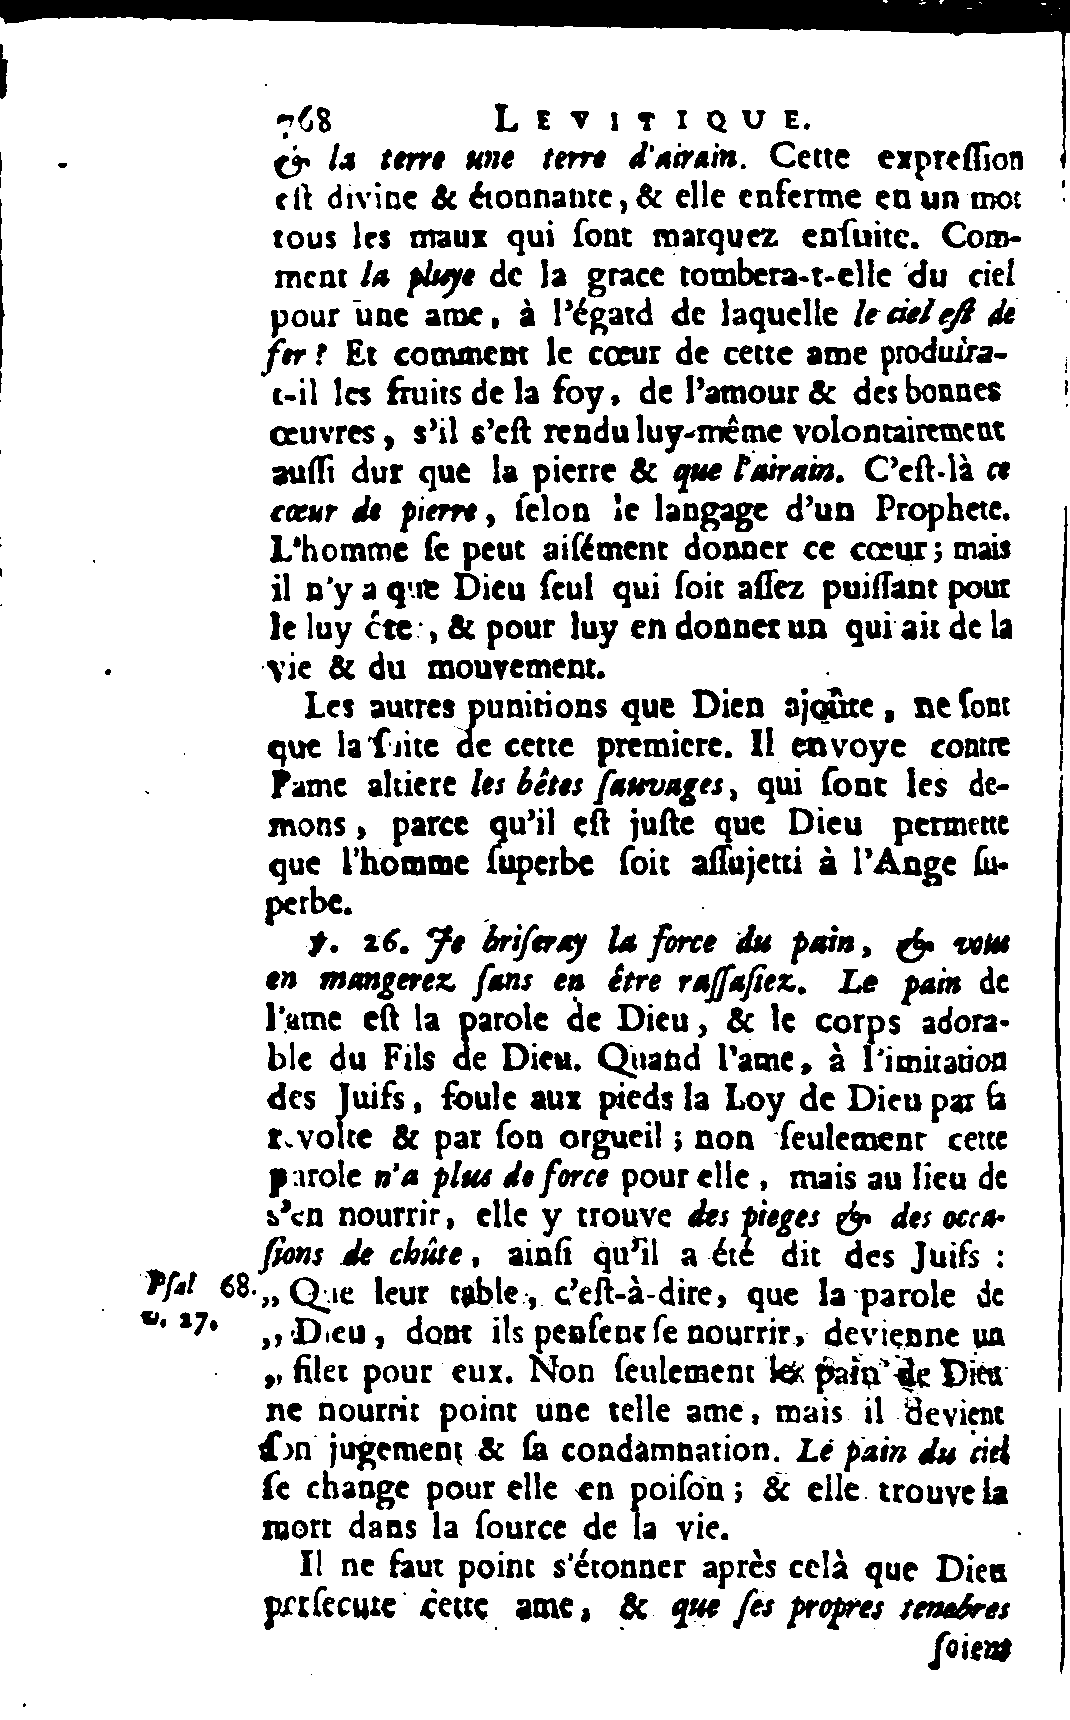 768 LEVITIQUE.
& la terre une terre d'airain. Cette expreſſion
eſt divine & étonnante, & elle enferme en un mot
tous les maux qui ſont marquez enſuite. Com-
ment la pluye de la grace tombera-t-elle du ciel
pour une ame, à l'égard de laquelle le ciel eſt de
fer? Et comment le cœur de cette ame produira-
t-il les fruits de la foy, de l'amour & des bonnes
œuvres, s'il s'eſt rendu luy-même volontairement
auſſi dur que la pierre & que l'airain. C'eſt-là ce
cœur de pierre, ſelon le langage d'un Prophete.
L'homme ſe peut aiſément donner ce cœur; mais
il n'y a que Dieu ſeul qui ſoit aſſez puiſſant pour
le luy ôter, & pour luy en donner un qui ait de la
vie & du mouvement.
Les autres punitions que Dieu ajoûte, ne ſont
que la ſuite de cette premiere. Il envoye contre
l'ame altiere les bêtes ſauvages, qui ſont les de-
mons, parce qu'il eſt juſte que Dieu permette
que l'homme ſuperbe ſoit aſſujetti à l'Ange ſu-
perbe.
℣. 26. Je briſeray la force du pain, & vous
en mangerez ſans en être raſſaſiez. Le pain de
l'ame eſt la parole de Dieu, & le corps adora-
ble du Fils de Dieu. Quand l'ame, à l'imitation
des Juifs, foule aux pieds la Loy de Dieu par ſa
revolte & par ſon orgueil; non ſeulement cette
parole n'a plus de force pour elle, mais au lieu de
s'en nourrir, elle y trouve des pieges & des occa-
ſions de chûte, ainſi qu'il a été dit des Juifs:
Pſal 68. „ Que leur table, c'eſt-à-dire, que la parole de
v. 27. „ Dieu, dont ils penſent ſe nourrir, devienne un
„ filet pour eux. Non ſeulement le pain de Dieu
ne nourrit point une telle ame, mais il devient
ſon jugement & ſa condamnation. Le pain du ciel
ſe change pour elle en poiſon; & elle trouve la
mort dans la ſource de la vie.
Il ne faut point s'étonner après celà que Dieu
perſecute cette ame, & que ſes propres tenebres
ſoient